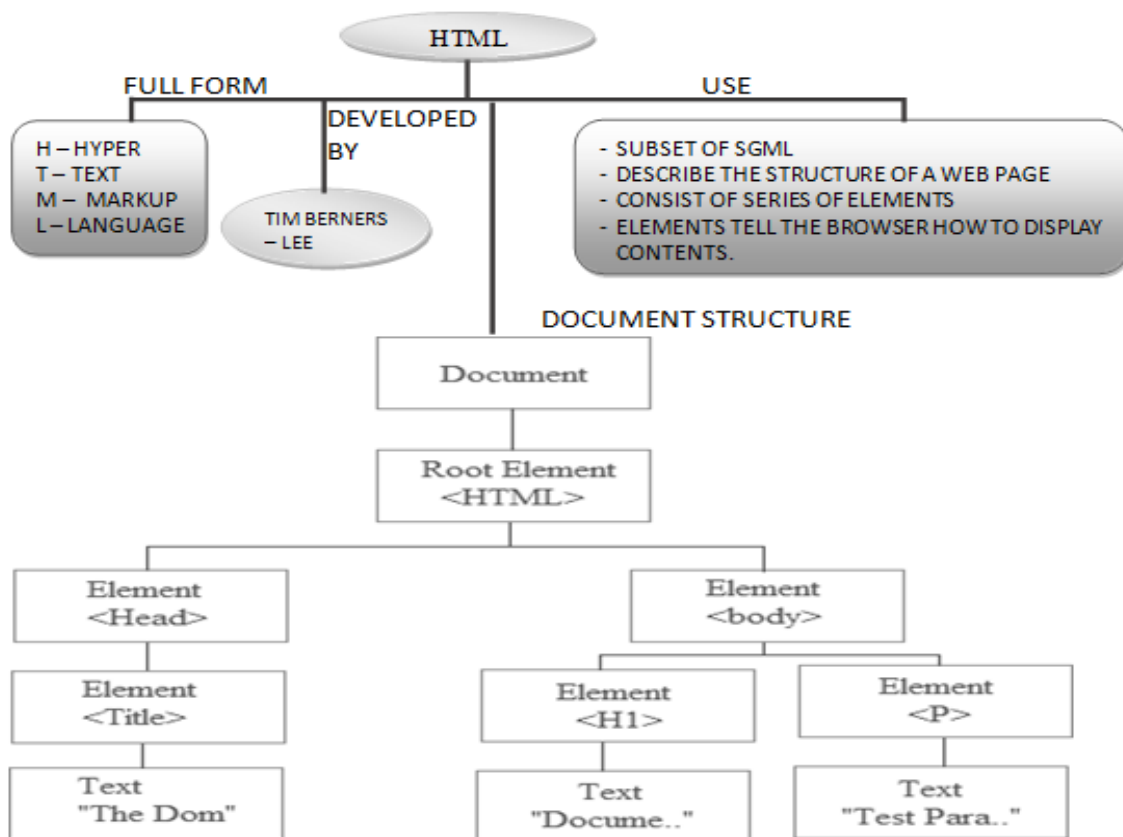 HTML
FULL FORM
USE
DEVELOPED
BY
H – HYPER
T – TEXT
M – MARKUP
L – LANGUAGE
TIM BERNERS
– LEE
- SUBSET OF SGML
- DESCRIBE THE STRUCTURE OF A WEB PAGE
- CONSIST OF SERIES OF ELEMENTS
- ELEMENTS TELL THE BROWSER HOW TO DISPLAY
CONTENTS.
DOCUMENT STRUCTURE
Document
Root Element
<HTML>
Element
<Head>
Element
<body>
Element
<Title>
Element
<H1>
Element
<P>
Text
"The Dom"
Text
"Docume.."
Text
"Test Para.."